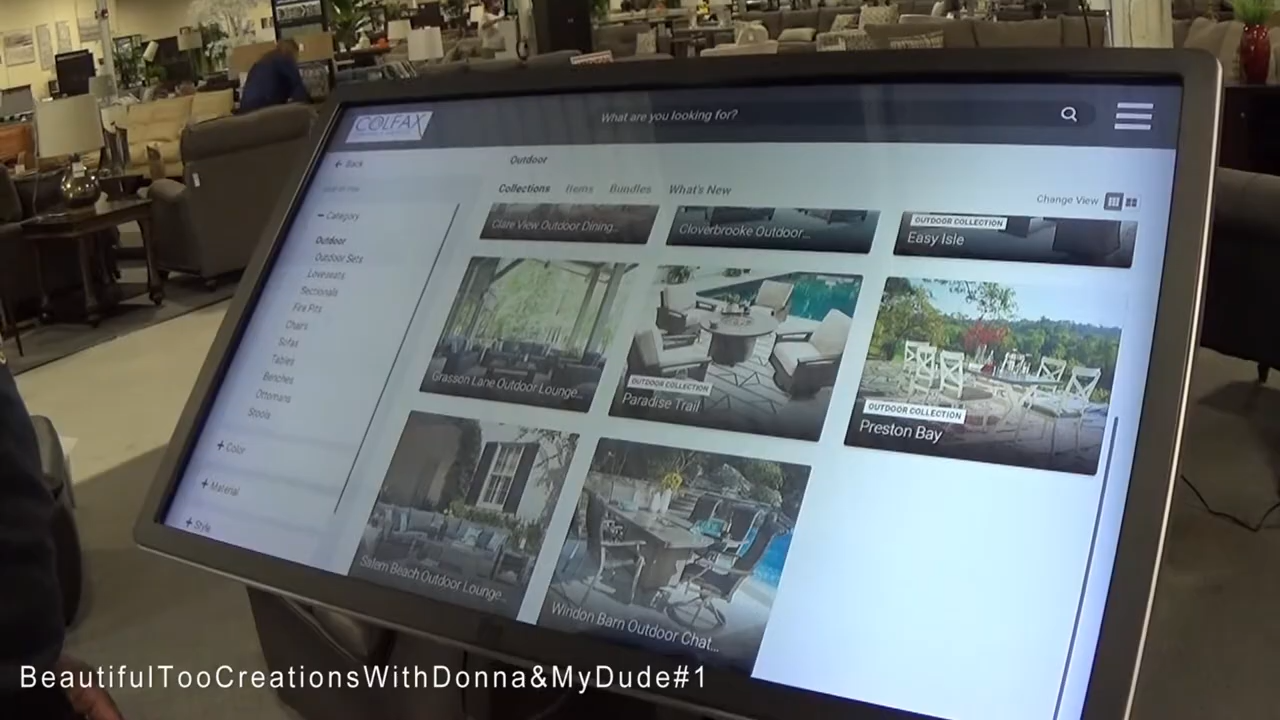 COLFAX
What are you looking for?
← Back
Outdoor
Collections Items Bundles What's New
Change View
− Category
Outdoor
Outdoor Sets
Loveseats
Sectionals
Fire Pits
Chairs
Sofas
Tables
Benches
Ottomans
Stools
+ Color
+ Material
+ Style
Clare View Outdoor Dining...
Cloverbrooke Outdoor...
OUTDOOR COLLECTION
Easy Isle
Grasson Lane Outdoor Lounge...
OUTDOOR COLLECTION
Paradise Trail
OUTDOOR COLLECTION
Preston Bay
Salem Beach Outdoor Lounge...
Windon Barn Outdoor Chat...
BeautifulTooCreationsWithDonna&MyDude#1